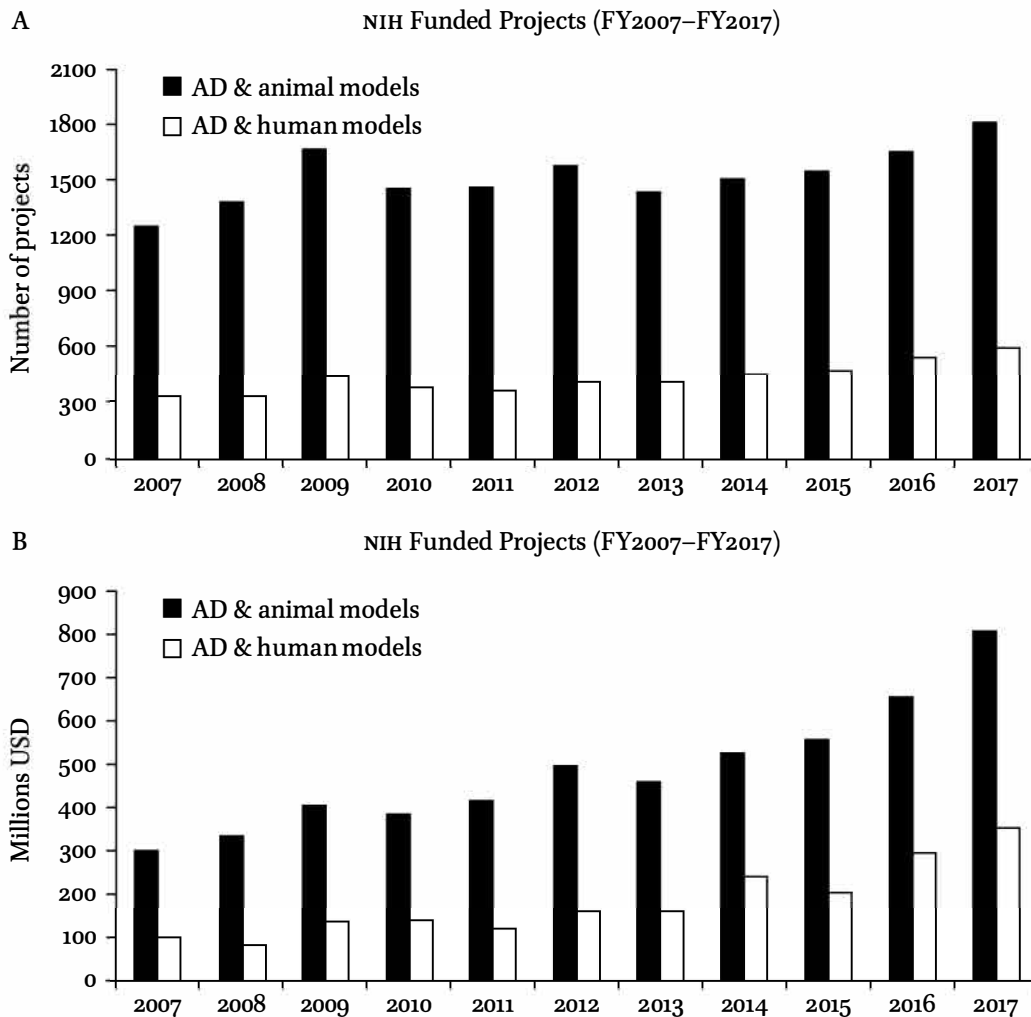 A
NIH Funded Projects (FY2007–FY2017)
2100
1800
1500
1200
900
600
300
0
Number of projects
AD & animal models
AD & human models
2007 2008 2009 2010 2011 2012 2013 2014 2015 2016 2017
B
NIH Funded Projects (FY2007–FY2017)
900
800
700
600
500
400
300
200
100
0
Millions USD
AD & animal models
AD & human models
2007 2008 2009 2010 2011 2012 2013 2014 2015 2016 2017